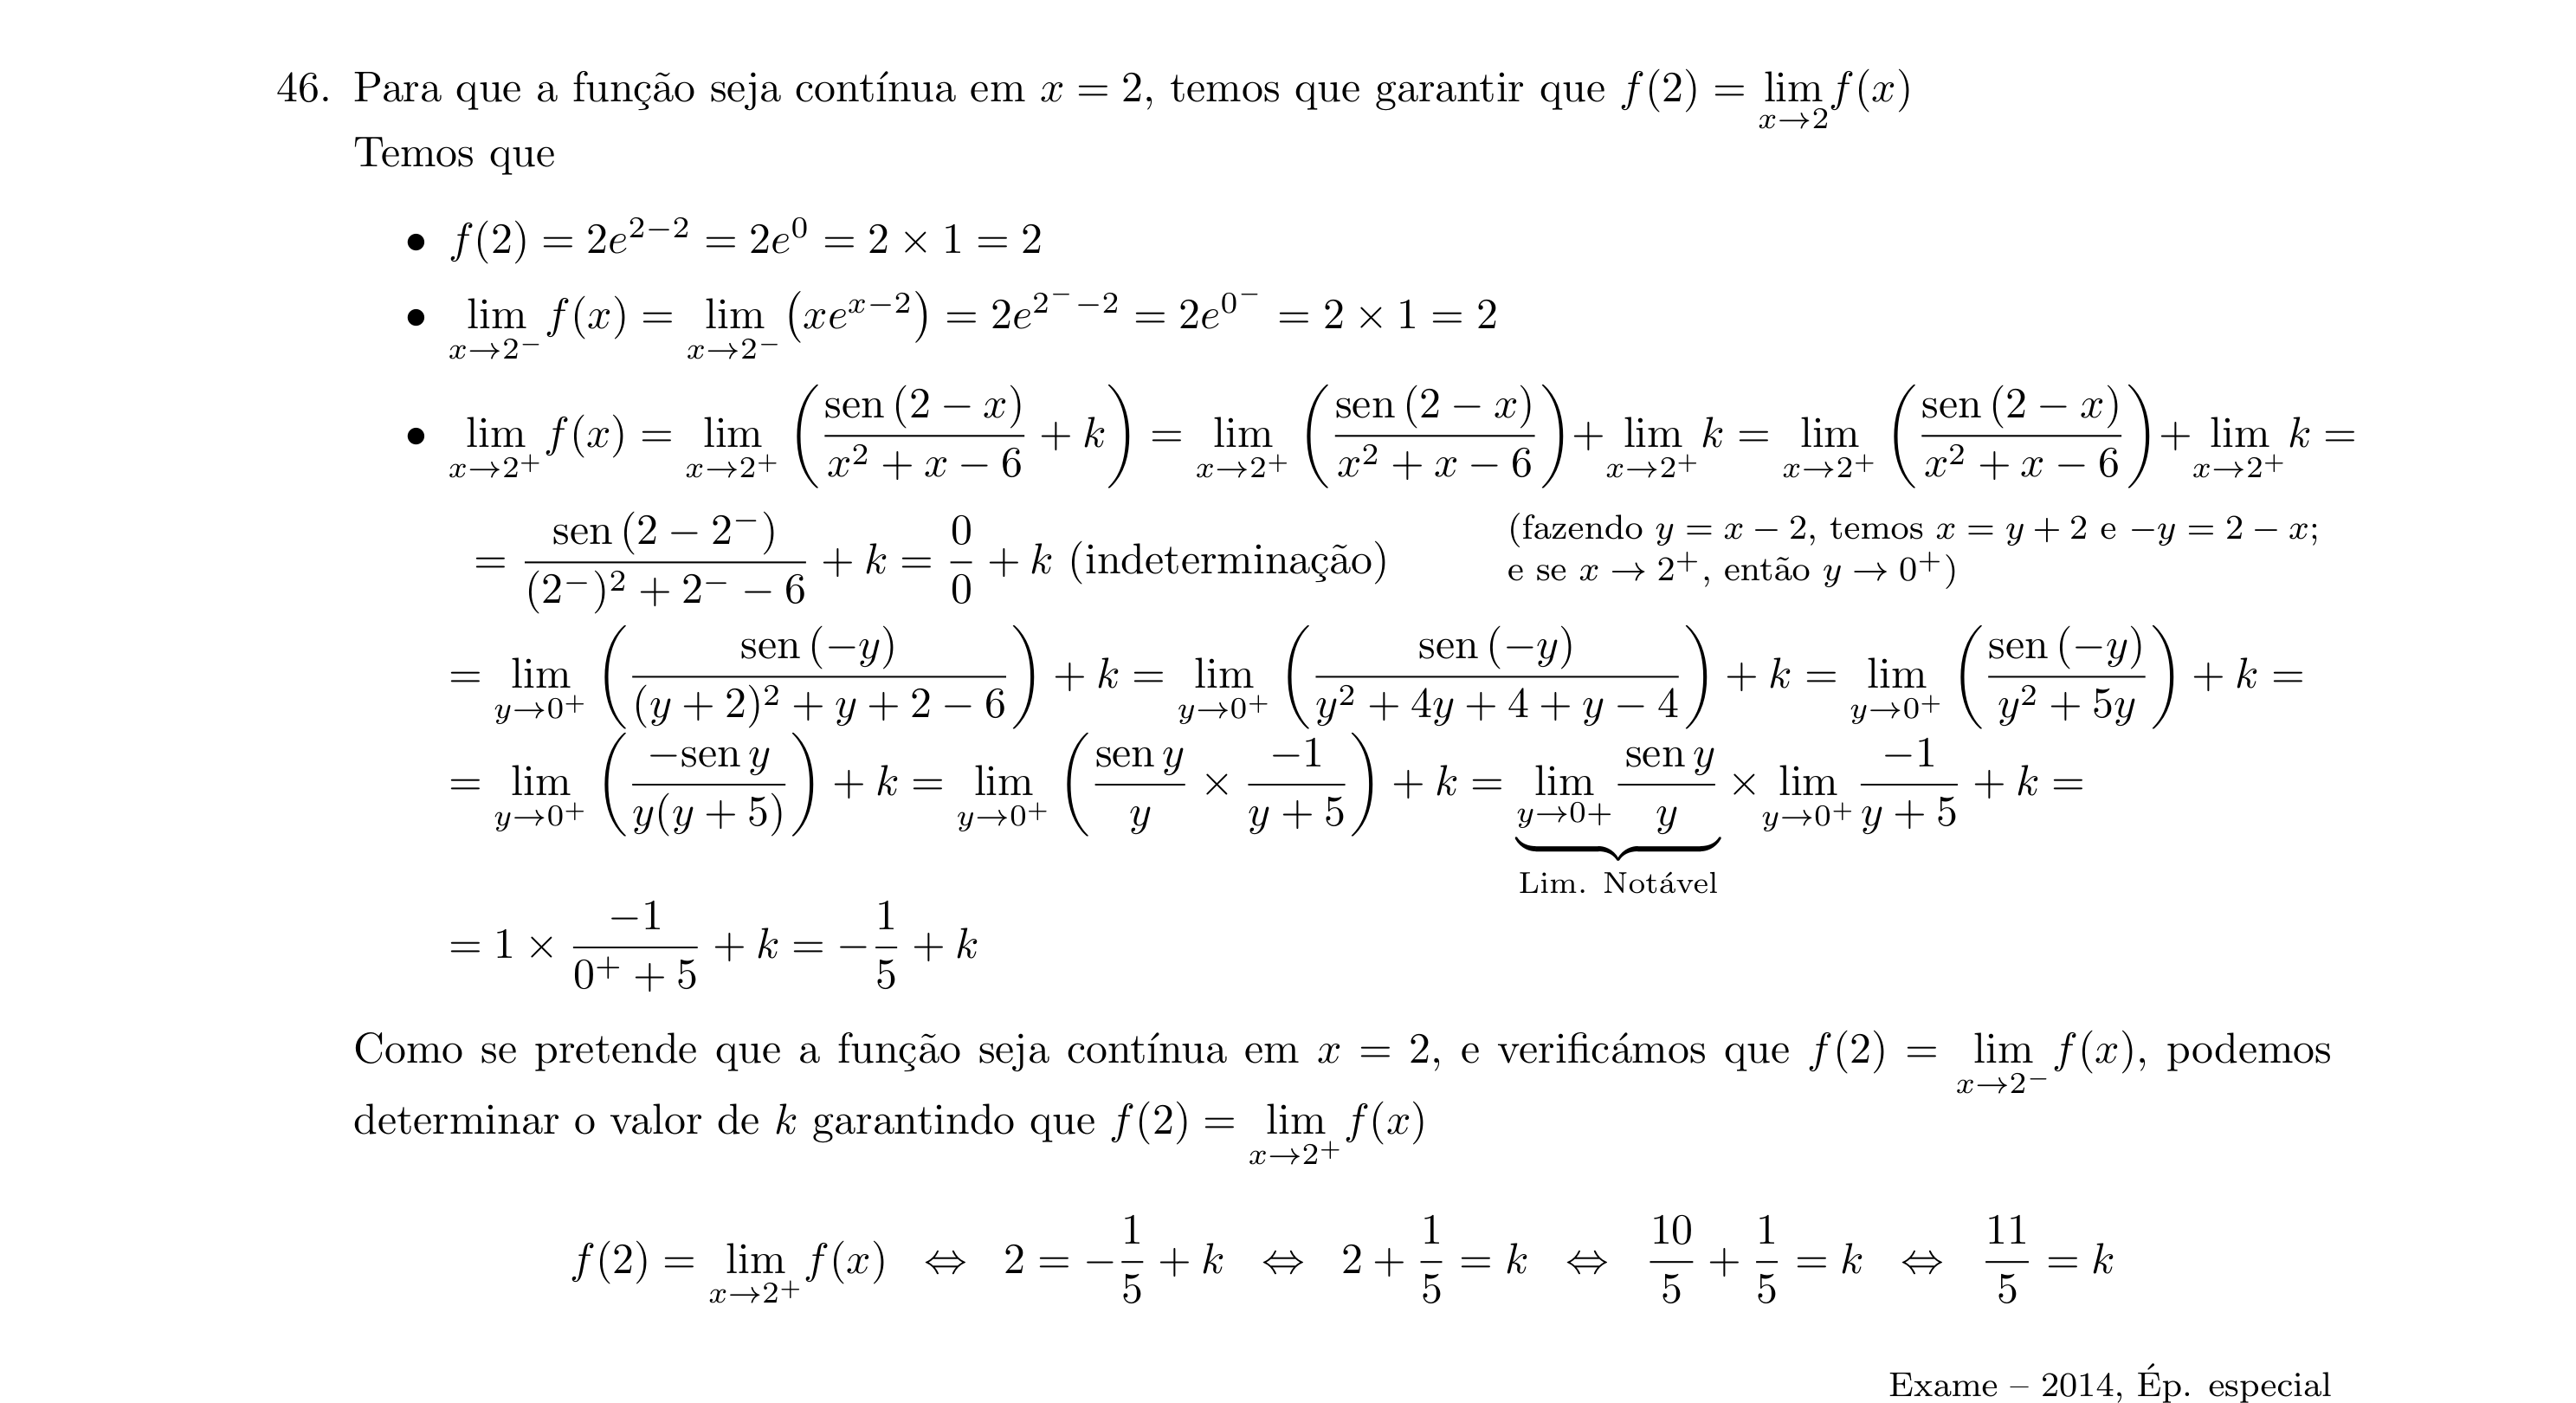 46. Para que a função seja contínua em $x = 2$, temos que garantir que $f(2) = \lim_{x \to 2} f(x)$
Temos que
• $f(2) = 2e^{2-2} = 2e^0 = 2 \times 1 = 2$
• $\lim_{x \to 2^-} f(x) = \lim_{x \to 2^-} \left(xe^{x-2}\right) = 2e^{2^- -2} = 2e^{0^-} = 2 \times 1 = 2$
• $\lim_{x \to 2^+} f(x) = \lim_{x \to 2^+} \left(\frac{\text{sen}\,(2-x)}{x^2+x-6} + k\right) = \lim_{x \to 2^+} \left(\frac{\text{sen}\,(2-x)}{x^2+x-6}\right) + \lim_{x \to 2^+} k = \lim_{x \to 2^+} \left(\frac{\text{sen}\,(2-x)}{x^2+x-6}\right) + \lim_{x \to 2^+} k =$
$= \frac{\text{sen}\,(2-2^-)}{(2^-)^2+2^--6} + k = \frac{0}{0} + k$ (indeterminação)
(fazendo $y = x - 2$, temos $x = y + 2$ e $-y = 2 - x$;
e se $x \to 2^+$, então $y \to 0^+$)
$= \lim_{y \to 0^+} \left(\frac{\text{sen}\,(-y)}{(y+2)^2+y+2-6}\right) + k = \lim_{y \to 0^+} \left(\frac{\text{sen}\,(-y)}{y^2+4y+4+y-4}\right) + k = \lim_{y \to 0^+} \left(\frac{\text{sen}\,(-y)}{y^2+5y}\right) + k =$
$= \lim_{y \to 0^+} \left(\frac{-\text{sen}\,y}{y(y+5)}\right) + k = \lim_{y \to 0^+} \left(\frac{\text{sen}\,y}{y} \times \frac{-1}{y+5}\right) + k = \underbrace{\lim_{y \to 0+} \frac{\text{sen}\,y}{y}}_{\text{Lim. Notável}} \times \lim_{y \to 0^+} \frac{-1}{y+5} + k =$
$= 1 \times \frac{-1}{0^++5} + k = -\frac{1}{5} + k$
Como se pretende que a função seja contínua em $x = 2$, e verificámos que $f(2) = \lim_{x \to 2^-} f(x)$, podemos
determinar o valor de $k$ garantindo que $f(2) = \lim_{x \to 2^+} f(x)$
$f(2) = \lim_{x \to 2^+} f(x) \Leftrightarrow 2 = -\frac{1}{5} + k \Leftrightarrow 2 + \frac{1}{5} = k \Leftrightarrow \frac{10}{5} + \frac{1}{5} = k \Leftrightarrow \frac{11}{5} = k$
Exame – 2014, Ép. especial